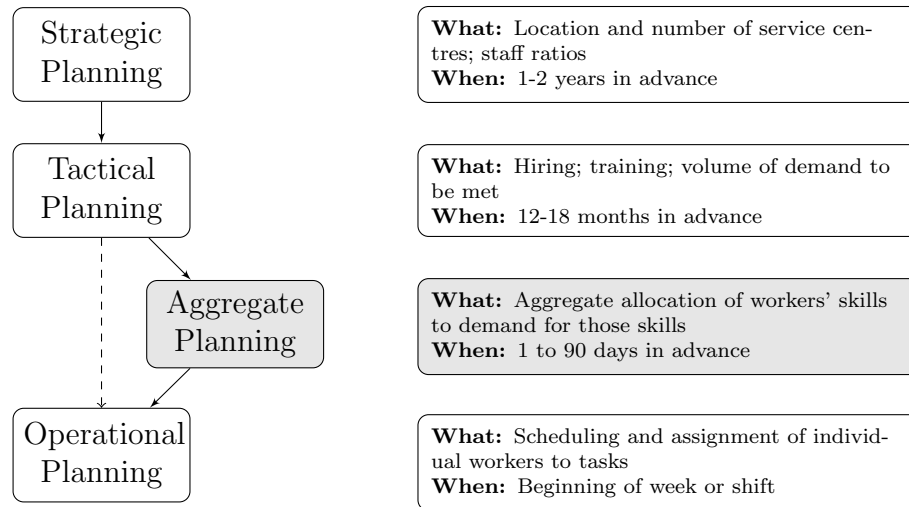 Strategic
Planning
What: Location and number of service cen-
tres; staff ratios
When: 1-2 years in advance
Tactical
Planning
What: Hiring; training; volume of demand to
be met
When: 12-18 months in advance
Aggregate
Planning
What: Aggregate allocation of workers' skills
to demand for those skills
When: 1 to 90 days in advance
Operational
Planning
What: Scheduling and assignment of individ-
ual workers to tasks
When: Beginning of week or shift